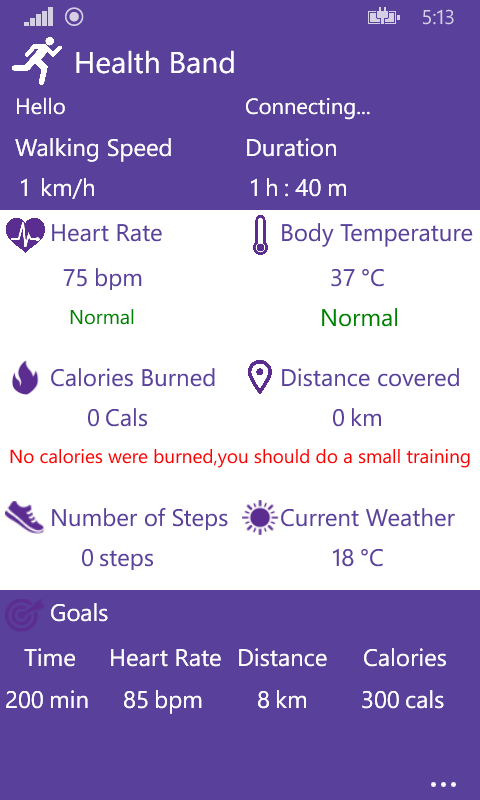 5:13
Health Band
Hello Connecting...
Walking Speed Duration
1 km/h 1 h : 40 m
Heart Rate Body Temperature
75 bpm 37 °C
Normal Normal
Calories Burned Distance covered
0 Cals 0 km
No calories were burned,you should do a small training
Number of Steps Current Weather
0 steps 18 °C
Goals
Time Heart Rate Distance Calories
200 min 85 bpm 8 km 300 cals